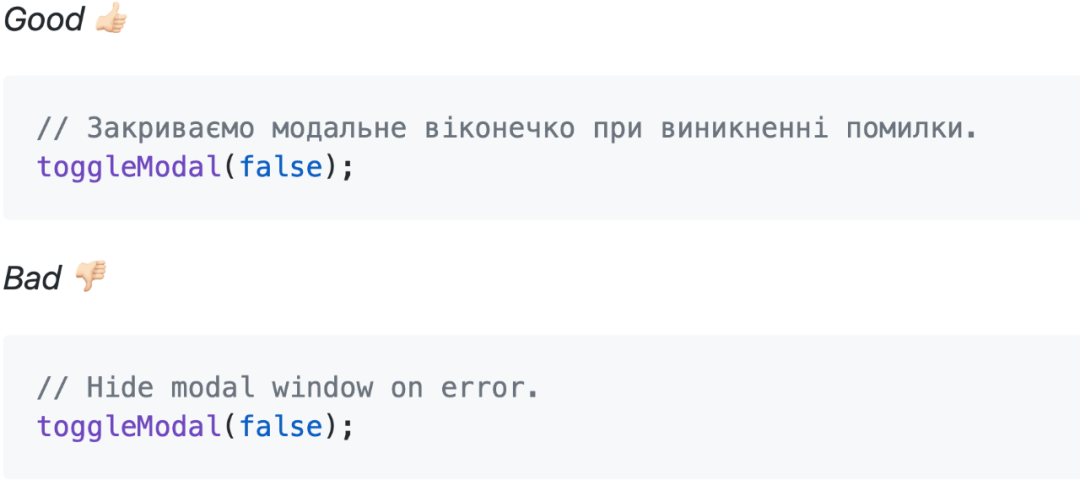 Good 👍🏻
// Закриваємо модальне віконечко при виникненні помилки.
toggleModal(false);
Bad 👎🏻
// Hide modal window on error.
toggleModal(false);